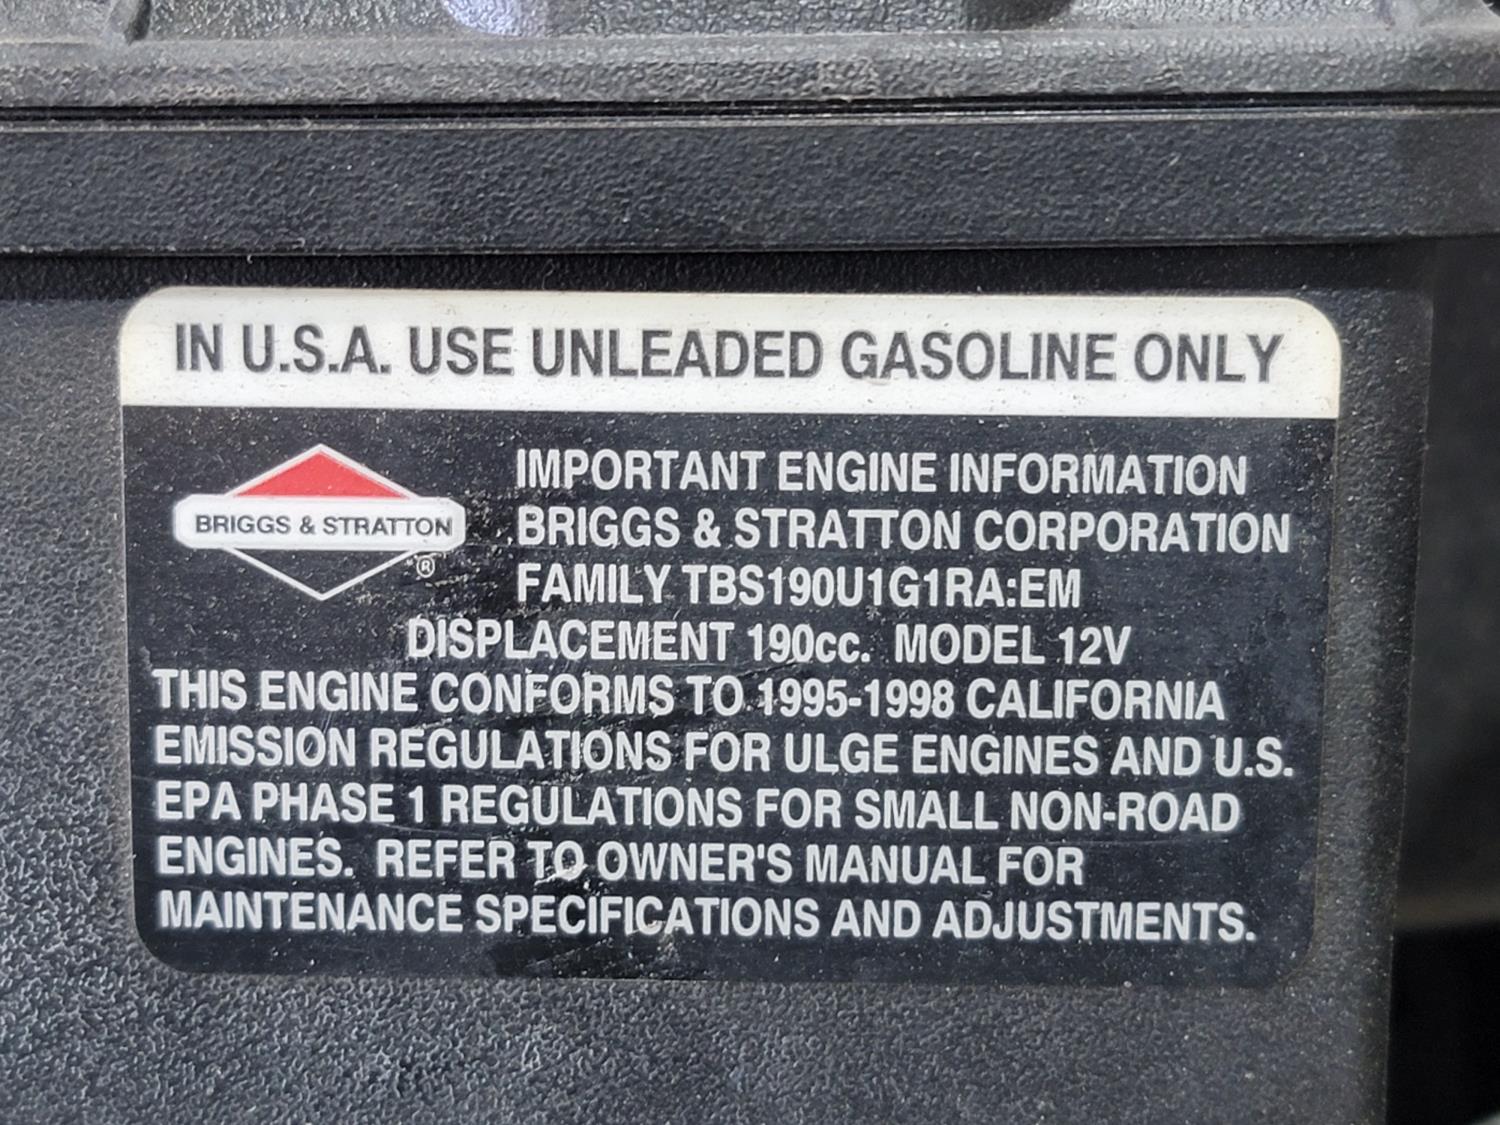 IN U.S.A. USE UNLEADED GASOLINE ONLY
BRIGGS & STRATTON
®
IMPORTANT ENGINE INFORMATION
BRIGGS & STRATTON CORPORATION
FAMILY TBS190U1G1RA:EM
DISPLACEMENT 190cc. MODEL 12V
THIS ENGINE CONFORMS TO 1995-1998 CALIFORNIA
EMISSION REGULATIONS FOR ULGE ENGINES AND U.S.
EPA PHASE 1 REGULATIONS FOR SMALL NON-ROAD
ENGINES. REFER TO OWNER'S MANUAL FOR
MAINTENANCE SPECIFICATIONS AND ADJUSTMENTS.